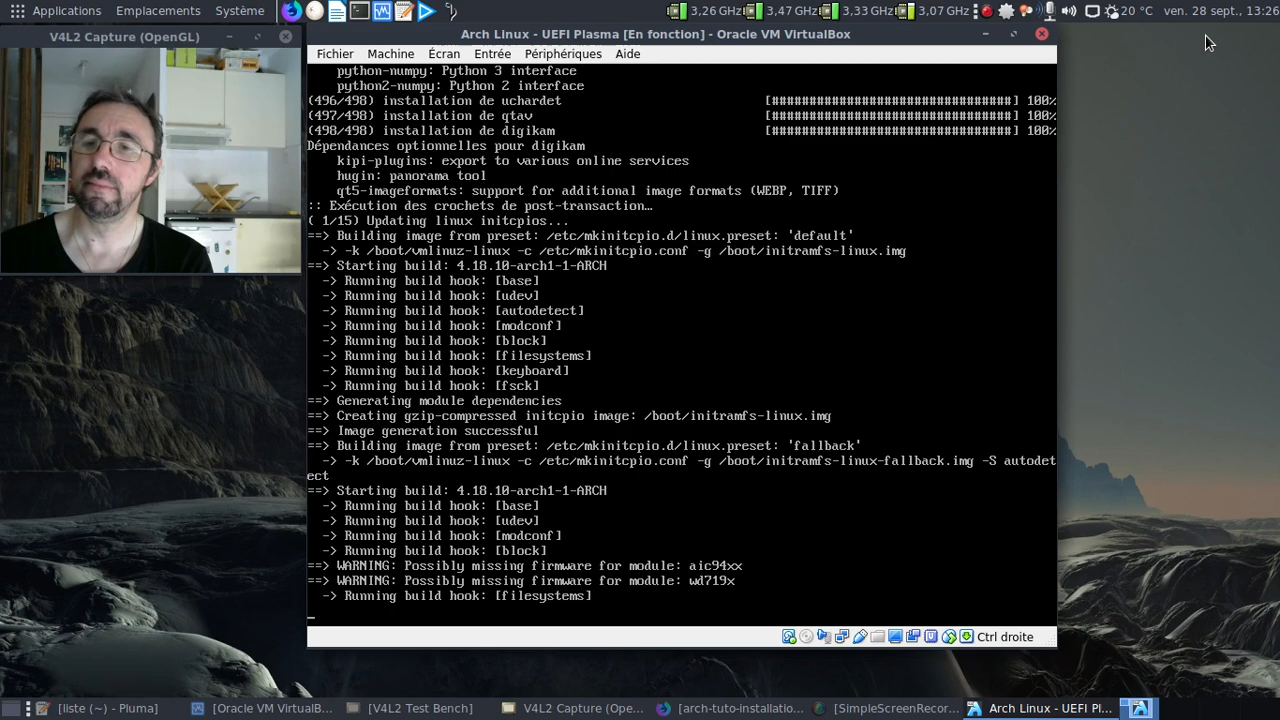 Applications Emplacements Système 3,26 GHz 3,47 GHz 3,33 GHz 3,07 GHz 20 °C ven. 28 sept., 13:26
V4L2 Capture (OpenGL)
Arch Linux - UEFI Plasma [En fonction] - Oracle VM VirtualBox
Fichier Machine Écran Entrée Périphériques Aide
python-numpy: Python 3 interface
python2-numpy: Python 2 interface
(496/498) installation de uchardet [################################] 100%
(497/498) installation de qtav [################################] 100%
(498/498) installation de digikam [################################] 100%
Dépendances optionnelles pour digikam
kipi-plugins: export to various online services
hugin: panorama tool
qt5-imageformats: support for additional image formats (WEBP, TIFF)
:: Exécution des crochets de post-transaction…
( 1/15) Updating linux initcpios...
==> Building image from preset: /etc/mkinitcpio.d/linux.preset: 'default'
-> -k /boot/vmlinuz-linux -c /etc/mkinitcpio.conf -g /boot/initramfs-linux.img
==> Starting build: 4.18.10-arch1-1-ARCH
-> Running build hook: [base]
-> Running build hook: [udev]
-> Running build hook: [autodetect]
-> Running build hook: [modconf]
-> Running build hook: [block]
-> Running build hook: [filesystems]
-> Running build hook: [keyboard]
-> Running build hook: [fsck]
==> Generating module dependencies
==> Creating gzip-compressed initcpio image: /boot/initramfs-linux.img
==> Image generation successful
==> Building image from preset: /etc/mkinitcpio.d/linux.preset: 'fallback'
-> -k /boot/vmlinuz-linux -c /etc/mkinitcpio.conf -g /boot/initramfs-linux-fallback.img -S autodet
ect
==> Starting build: 4.18.10-arch1-1-ARCH
-> Running build hook: [base]
-> Running build hook: [udev]
-> Running build hook: [modconf]
-> Running build hook: [block]
==> WARNING: Possibly missing firmware for module: aic94xx
==> WARNING: Possibly missing firmware for module: wd719x
-> Running build hook: [filesystems]
Ctrl droite
[liste (~) - Pluma] [Oracle VM VirtualB... [V4L2 Test Bench] V4L2 Capture (Ope... [arch-tuto-installatio... [SimpleScreenRecor... Arch Linux - UEFI Pl...